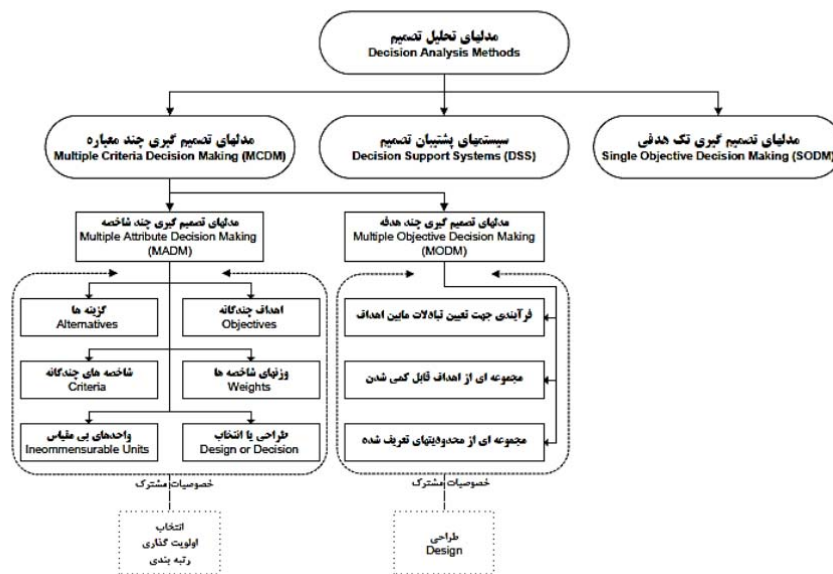 مدلهای تحلیل تصمیم
Decision Analysis Methods
مدلهای تصمیم گیری چند معیاره
Multiple Criteria Decision Making (MCDM)
سیستمهای پشتیبان تصمیم
Decision Support Systems (DSS)
مدلهای تصمیم گیری تک هدفی
Single Objective Decision Making (SODM)
مدلهای تصمیم گیری چند شاخصه
Multiple Attribute Decision Making
(MADM)
مدلهای تصمیم گیری چند هدفه
Multiple Objective Decision Making
(MODM)
گزینه ها
Alternatives
اهداف چندگانه
Objectives
شاخصه های چندگانه
Criteria
وزنهای شاخصه ها
Weights
واحدهای بی مقیاس
Ineommensurable Units
طراحی یا انتخاب
Design or Decision
فرآیندی جهت تعیین تبادلات مابین اهداف
مجموعه ای از اهداف قابل کمی شدن
مجموعه ای از محدودیتهای تعریف شده
خصوصیات مشترک
خصوصیات مشترک
انتخاب
اولویت گذاری
رتبه بندی
طراحی
Design